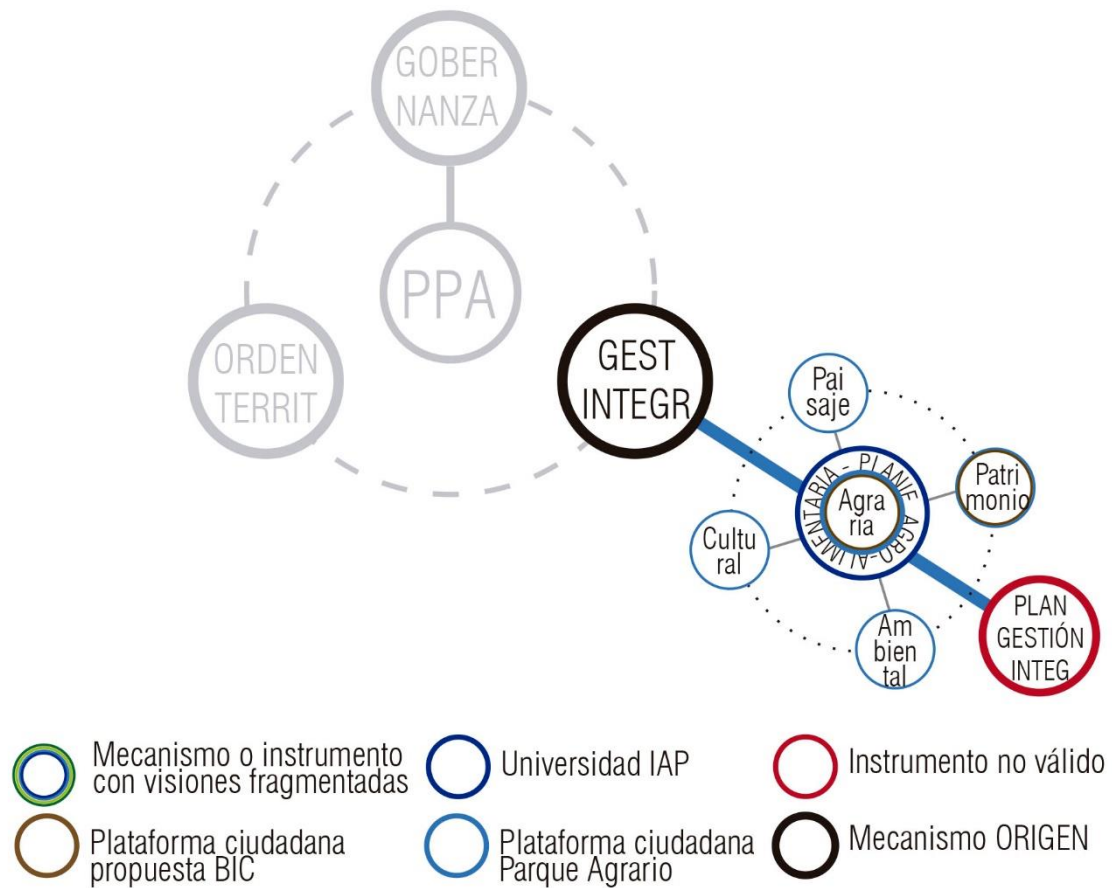 GOBER
NANZA
PPA
ORDEN
TERRIT
GEST
INTEGR
Pai
saje
Patri
monio
AGRO-ALIMENTARIA - PLANIF
Agra
ria
Cultu
ral
Am
bien
tal
PLAN
GESTIÓN
INTEG
Mecanismo o instrumento
con visiones fragmentadas
Universidad IAP
Instrumento no válido
Plataforma ciudadana
propuesta BIC
Plataforma ciudadana
Parque Agrario
Mecanismo ORIGEN